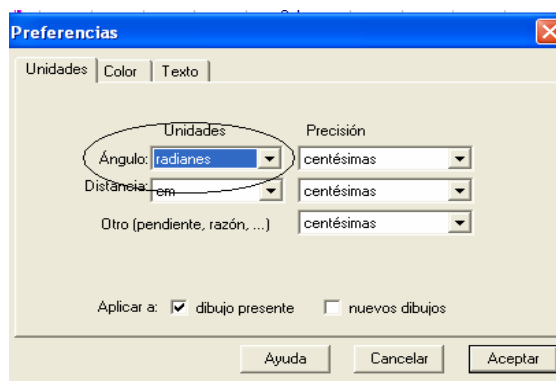 Preferencias
Unidades Color Texto
Unidades Precisión
Ángulo: radianes centésimas
Distancia: cm centésimas
Otro (pendiente, razón, ...) centésimas
Aplicar a: dibujo presente nuevos dibujos
Ayuda Cancelar Aceptar